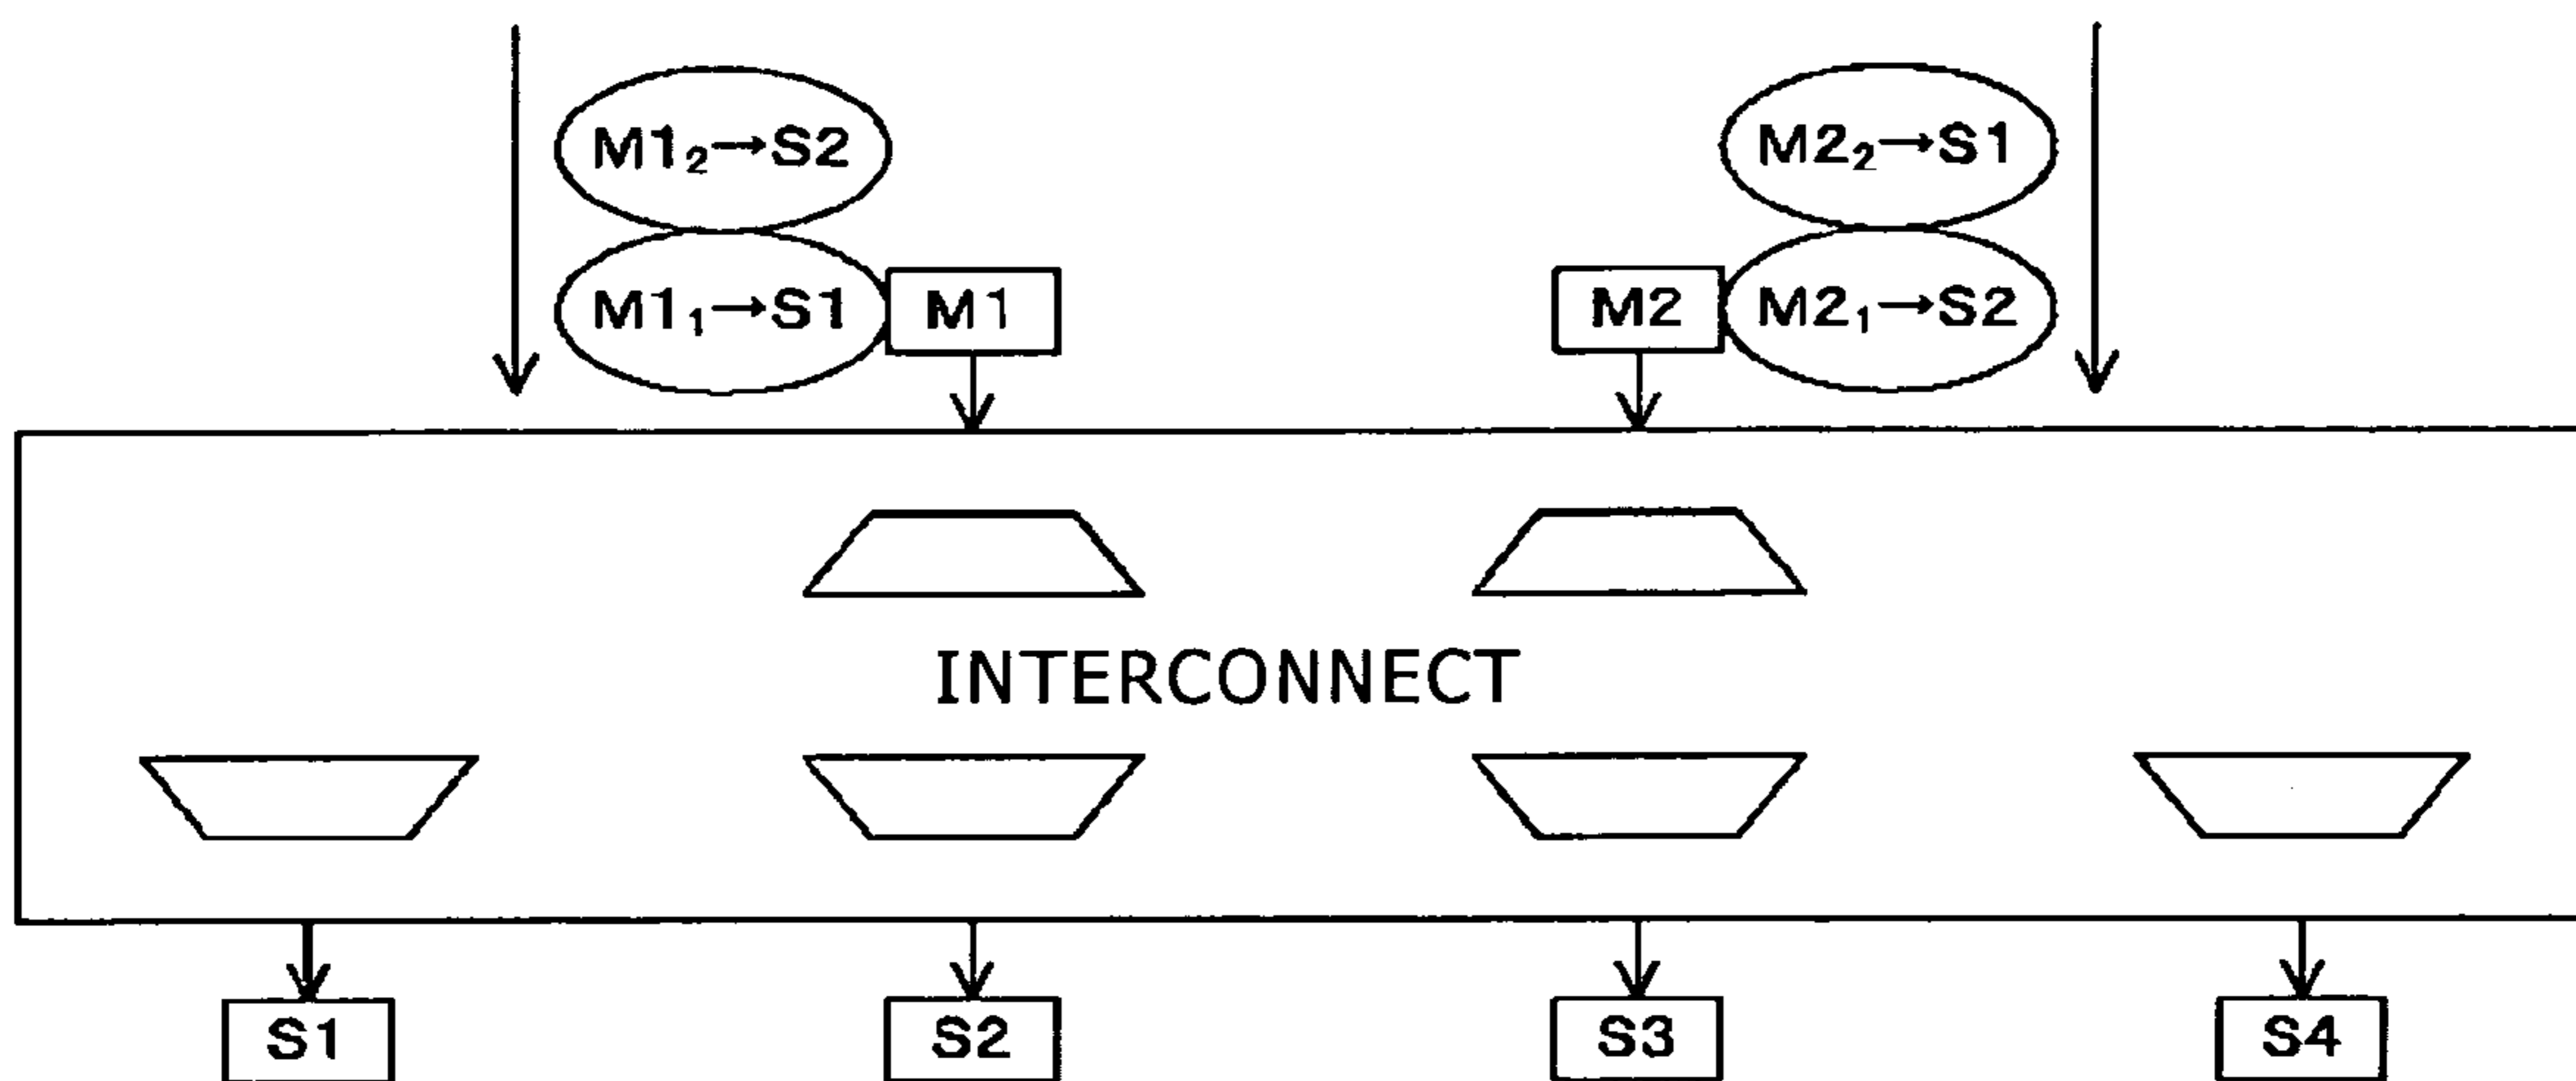 M1₂→S2 M2₂→S1
M1₁→S1 M1 M2 M2₁→S2
INTERCONNECT
S1 S2 S3 S4